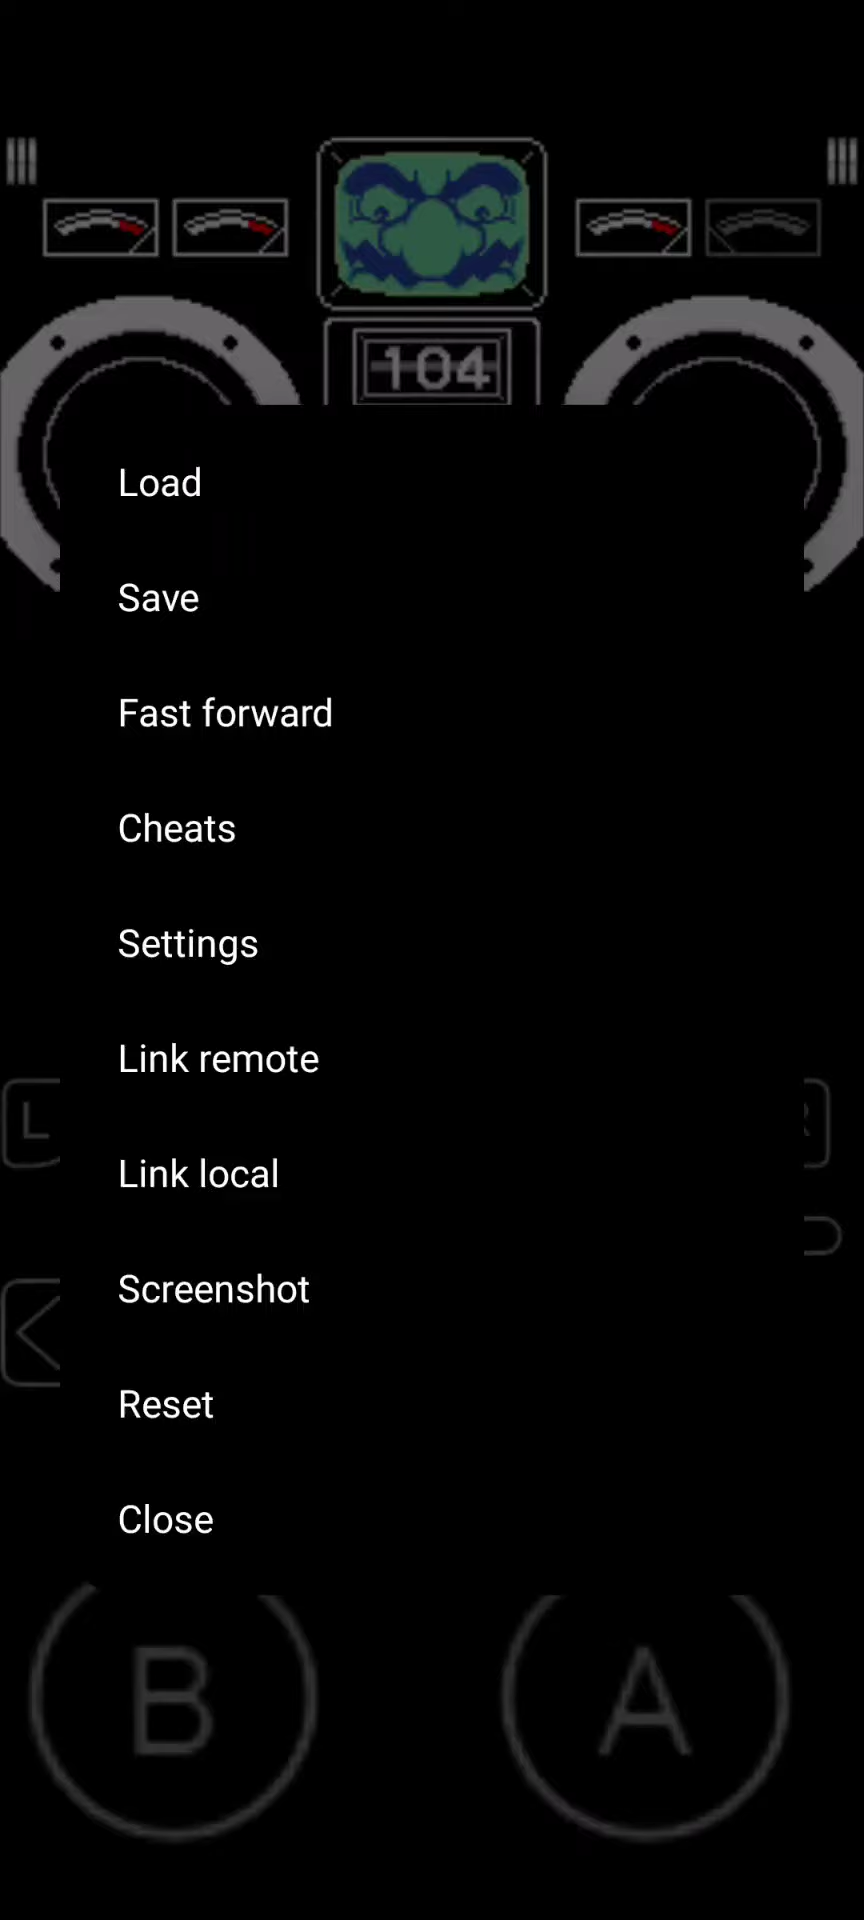 104
Load
Save
Fast forward
Cheats
Settings
Link remote
L
Link local
Screenshot
Reset
Close
B
A